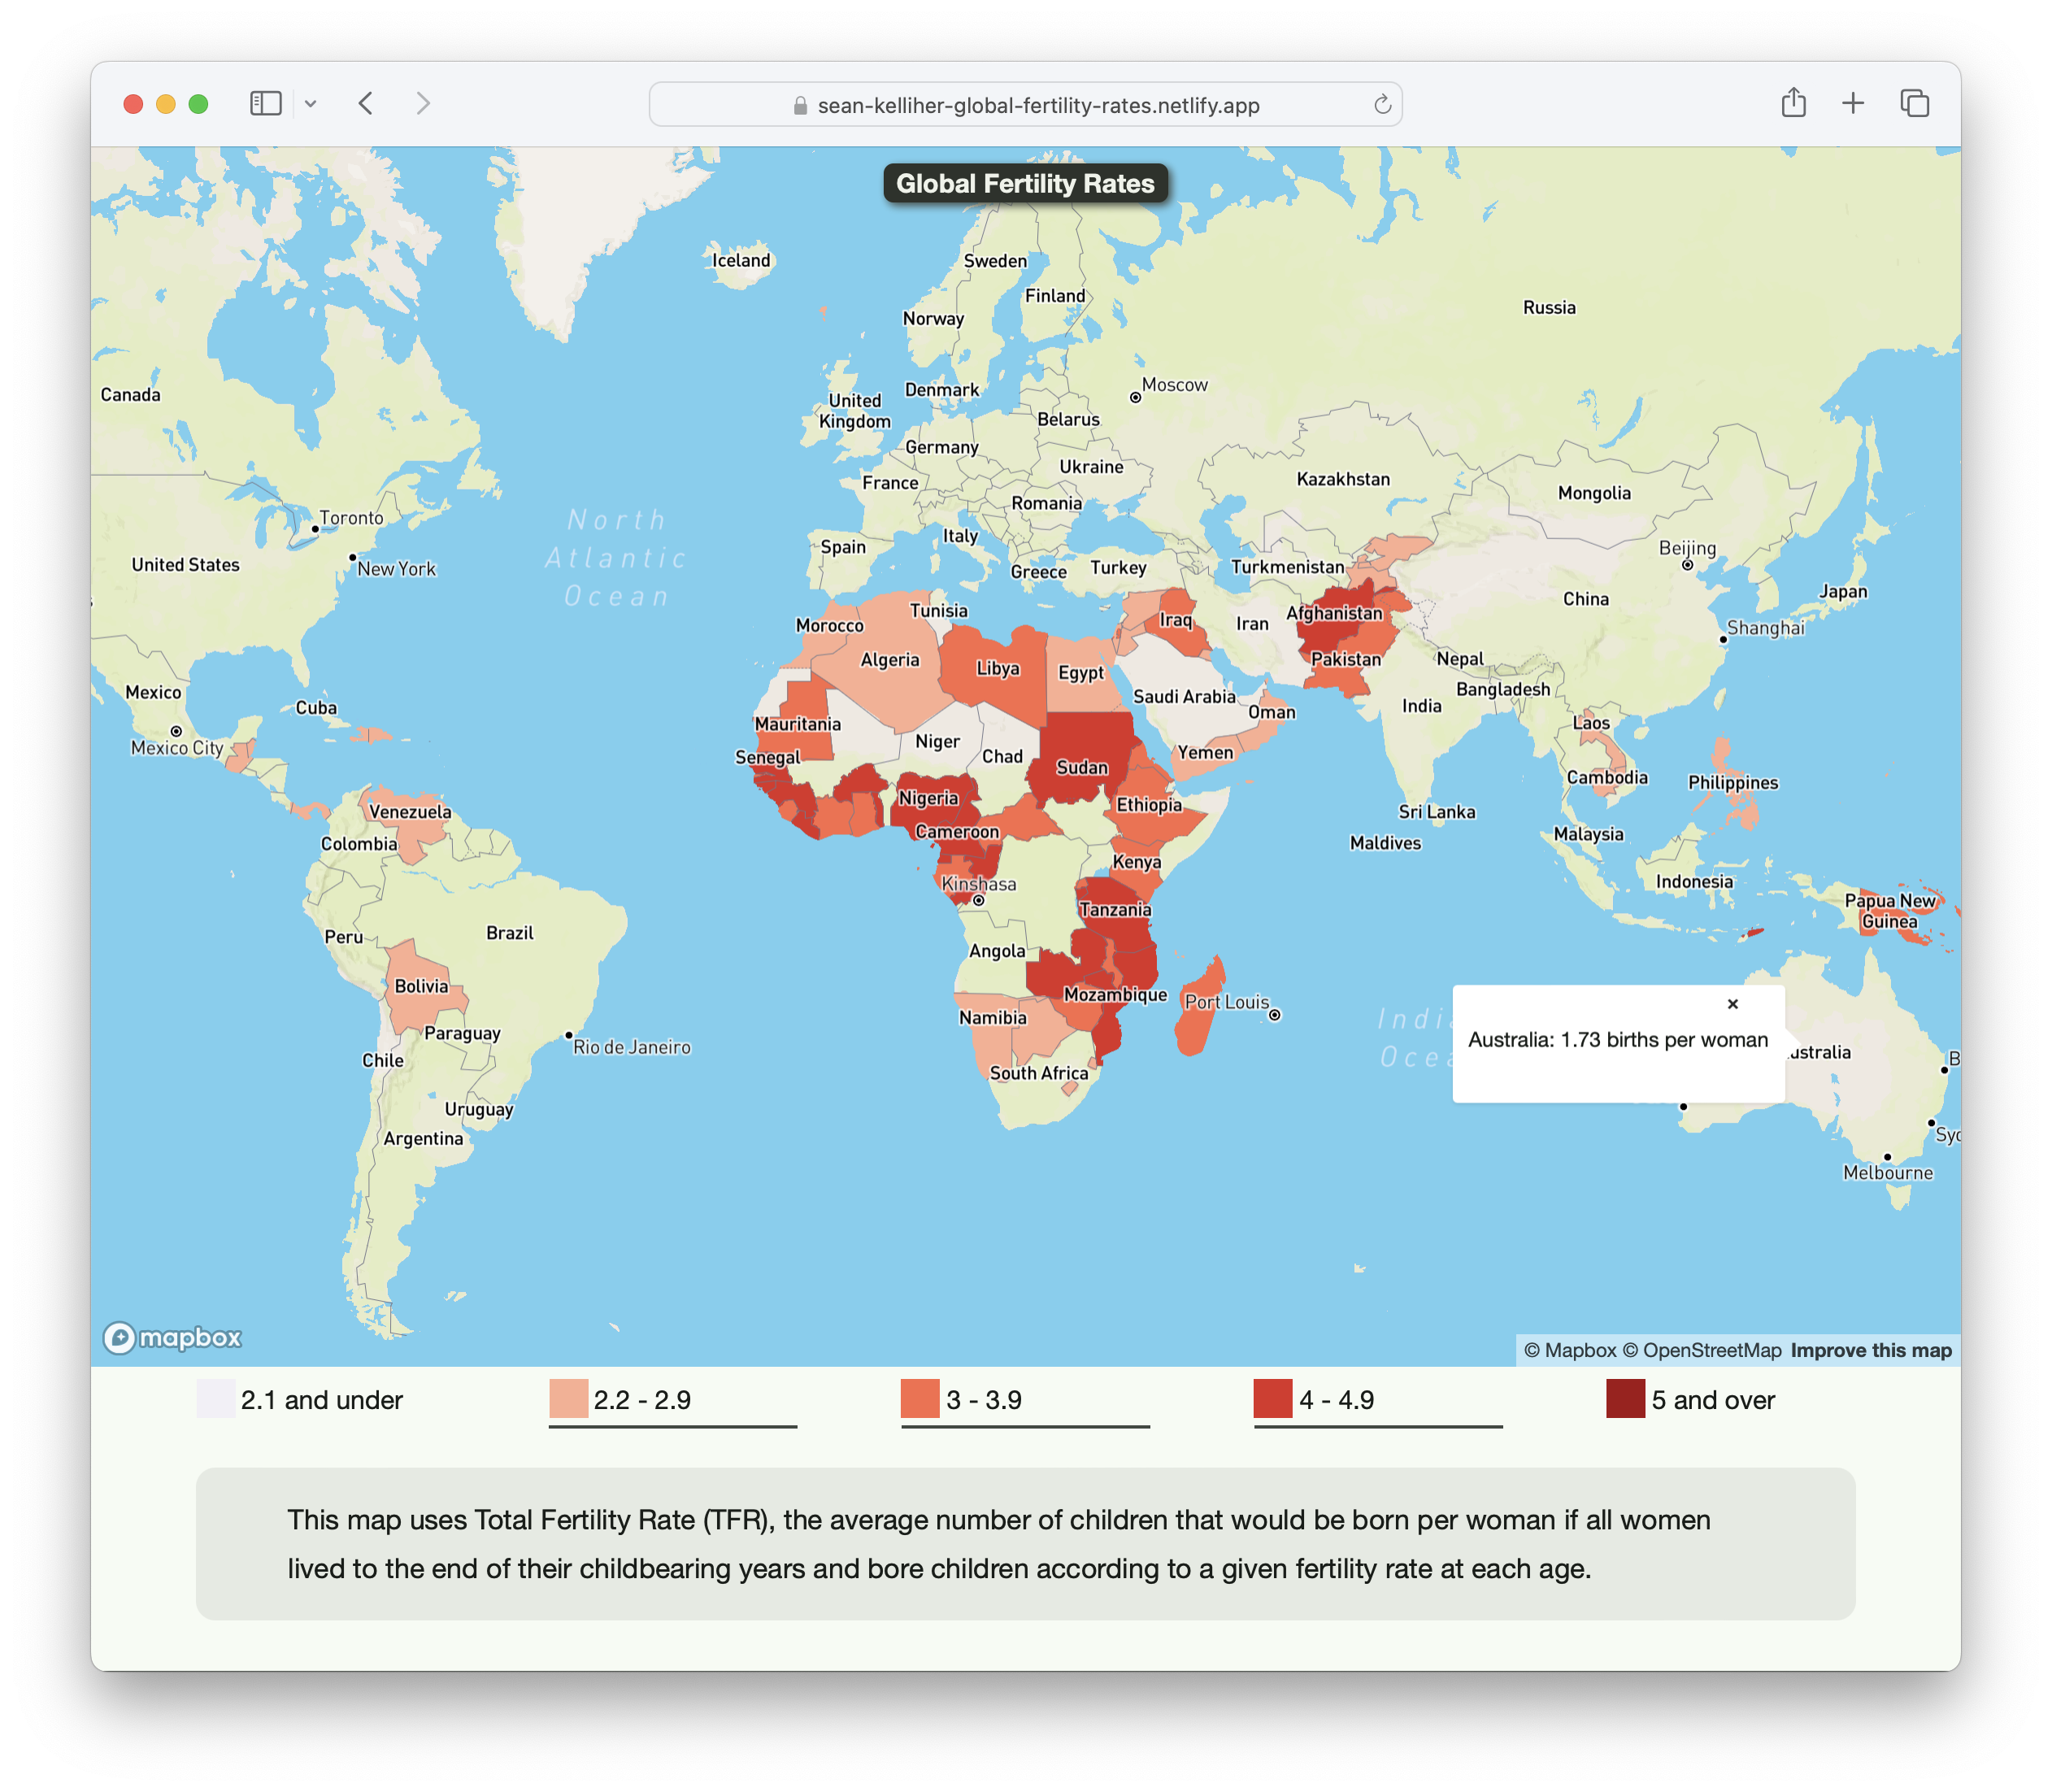 sean-kelliher-global-fertility-rates.netlify.app
Global Fertility Rates
Iceland
Sweden
Finland
Norway
Russia
Canada
Denmark
Moscow
United
Kingdom
Belarus
Germany
Ukraine
France
Kazakhstan
Mongolia
Romania
Toronto
North
Atlantic
Ocean
Italy
Spain
Beijing
United States
New York
Greece
Turkey
Turkmenistan
China
Japan
Tunisia
Morocco
Iraq
Iran
Afghanistan
Shanghai
Algeria
Libya
Egypt
Pakistan
Nepal
Mexico
Saudi Arabia
Bangladesh
Cuba
India
Oman
Mauritania
Laos
Mexico City
Niger
Chad
Yemen
Senegal
Sudan
Cambodia
Philippines
Venezuela
Nigeria
Ethiopia
Sri Lanka
Cameroon
Malaysia
Colombia
Maldives
Kenya
Kinshasa
Indonesia
Papua New
Guinea
Tanzania
Peru
Brazil
Angola
Bolivia
Mozambique
Port Louis
Namibia
Indi
Ocea
×
Australia: 1.73 births per woman
ustralia
Paraguay
Rio de Janeiro
Chile
South Africa
B
Uruguay
Argentina
Syd
Melbourne
mapbox
© Mapbox © OpenStreetMap Improve this map
2.1 and under
2.2 - 2.9
3 - 3.9
4 - 4.9
5 and over
This map uses Total Fertility Rate (TFR), the average number of children that would be born per woman if all women
lived to the end of their childbearing years and bore children according to a given fertility rate at each age.